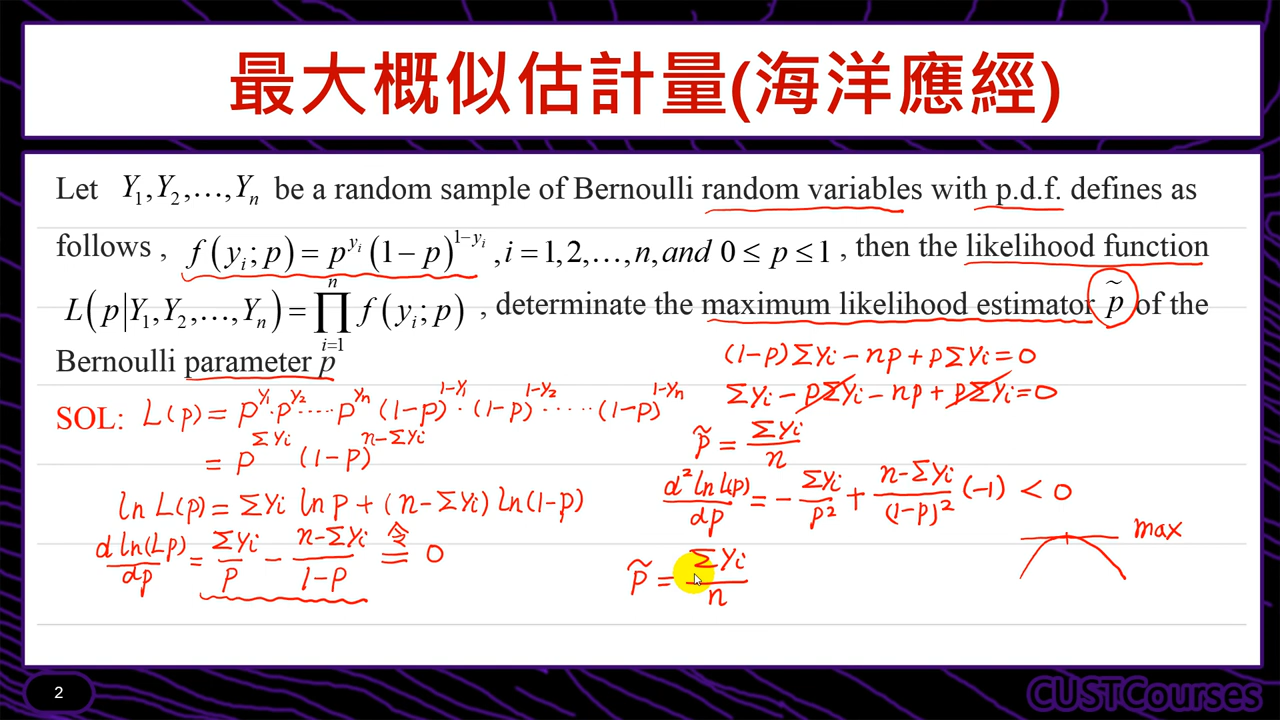 最大概似估計量(海洋應經)
Let Y₁,Y₂,…,Yₙ be a random sample of Bernoulli random variables with p.d.f. defines as
follows , f(yᵢ; p) = p^{yᵢ}(1−p)^{1−yᵢ}, i = 1, 2,…, n, and 0 ≤ p ≤ 1 , then the likelihood function
L(p|Y₁,Y₂,…,Yₙ) = ∏_{i=1}^{n} f(yᵢ; p) , determinate the maximum likelihood estimator p̃ of the
Bernoulli parameter p
SOL: L(p) = p^{Y₁}·p^{Y₂}·····p^{Yₙ} (1−p)^{1−Y₁}·(1−p)^{1−Y₂}·····(1−p)^{1−Yₙ}
= p^{ΣYᵢ} (1−p)^{n−ΣYᵢ}
ln L(p) = ΣYᵢ ln p + (n−ΣYᵢ) ln(1−p)
d ln(Lp)/dp = ΣYᵢ/p − (n−ΣYᵢ)/(1−p) 令= 0
(1−p)ΣYᵢ − np + pΣYᵢ = 0
ΣYᵢ − pΣYᵢ − np + pΣYᵢ = 0
p̃ = ΣYᵢ/n
d² ln L(p)/dp = −ΣYᵢ/p² + (n−ΣYᵢ)/(1−p)² (−1) < 0
max
p̃ = ΣYᵢ/n
2
CUSTCourses